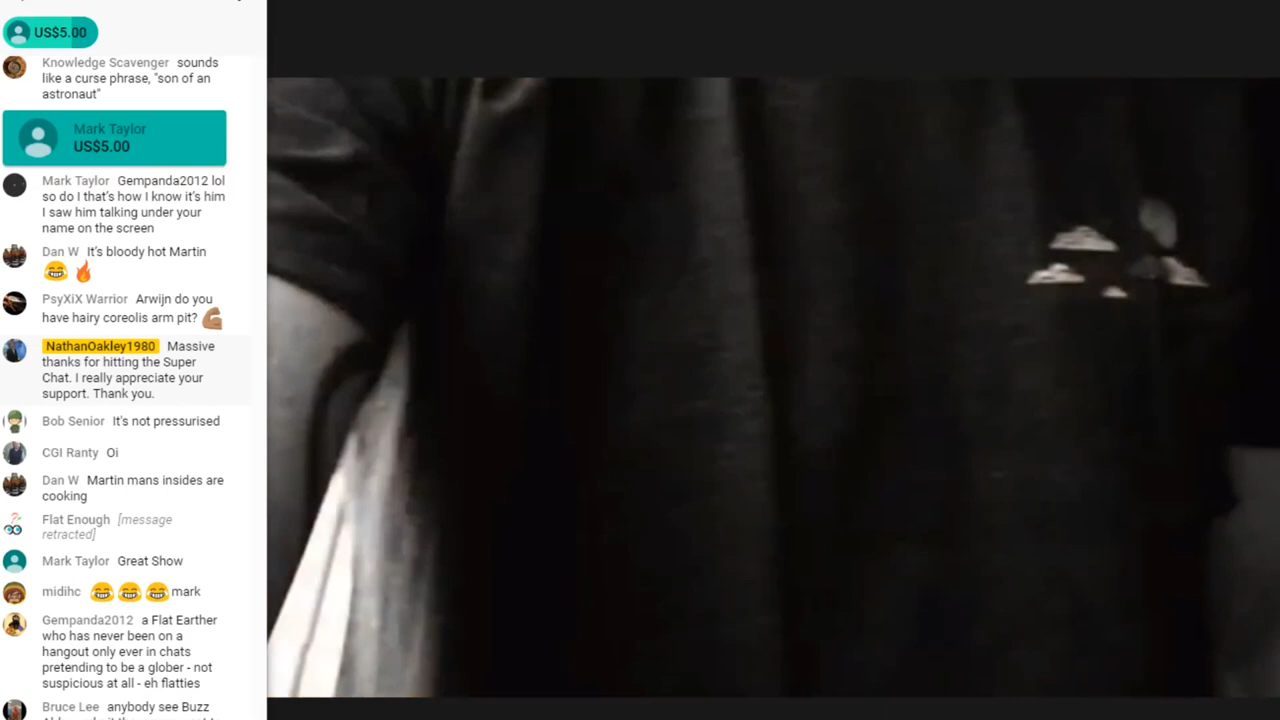 US$5.00
Knowledge Scavenger sounds
like a curse phrase, "son of an
astronaut"
Mark Taylor
US$5.00
Mark Taylor Gempanda2012 lol
so do I that's how I know it's him
I saw him talking under your
name on the screen
Dan W It's bloody hot Martin
😂 🔥
PsyXiX Warrior Arwijn do you
have hairy coreolis arm pit? 💪🏽
NathanOakley1980 Massive
thanks for hitting the Super
Chat. I really appreciate your
support. Thank you.
Bob Senior It's not pressurised
CGI Ranty Oi
Dan W Martin mans insides are
cooking
Flat Enough [message
retracted]
Mark Taylor Great Show
midihc 😂 😂 😂 mark
Gempanda2012 a Flat Earther
who has never been on a
hangout only ever in chats
pretending to be a glober - not
suspicious at all - eh flatties
Bruce Lee anybody see Buzz